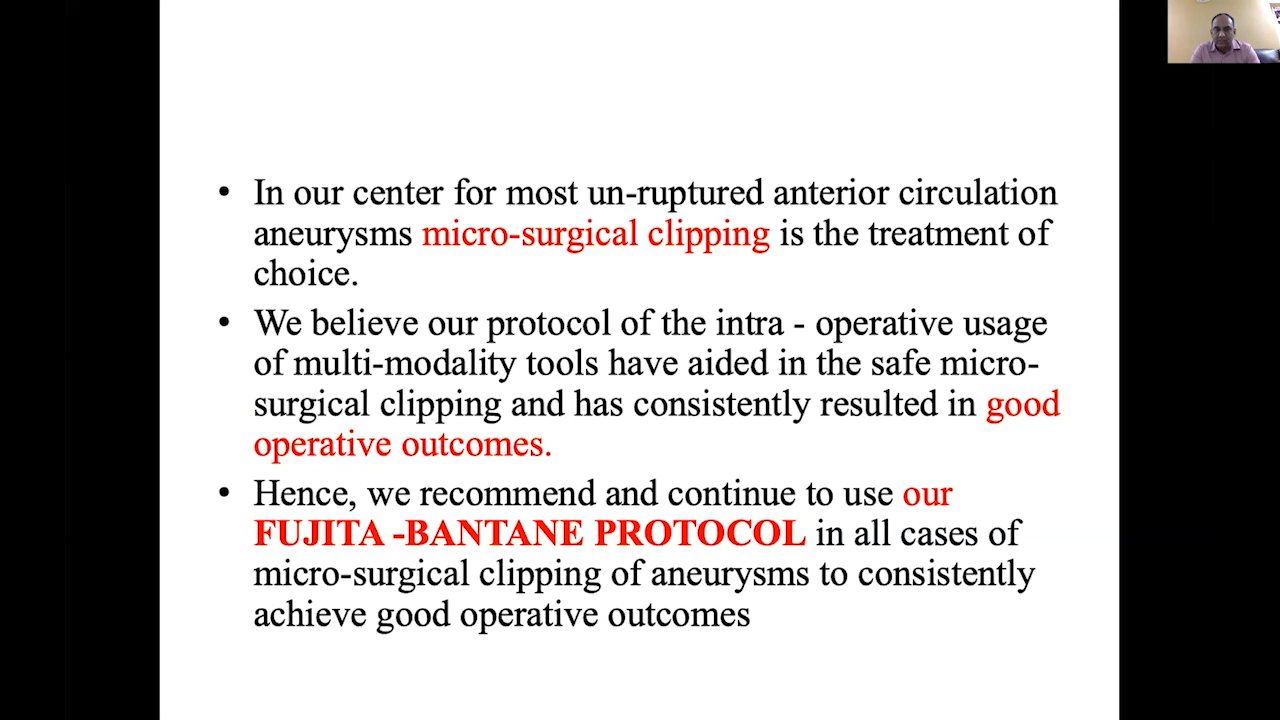 • In our center for most un-ruptured anterior circulation
aneurysms micro-surgical clipping is the treatment of
choice.
• We believe our protocol of the intra - operative usage
of multi-modality tools have aided in the safe micro-
surgical clipping and has consistently resulted in good
operative outcomes.
• Hence, we recommend and continue to use our
FUJITA -BANTANE PROTOCOL in all cases of
micro-surgical clipping of aneurysms to consistently
achieve good operative outcomes